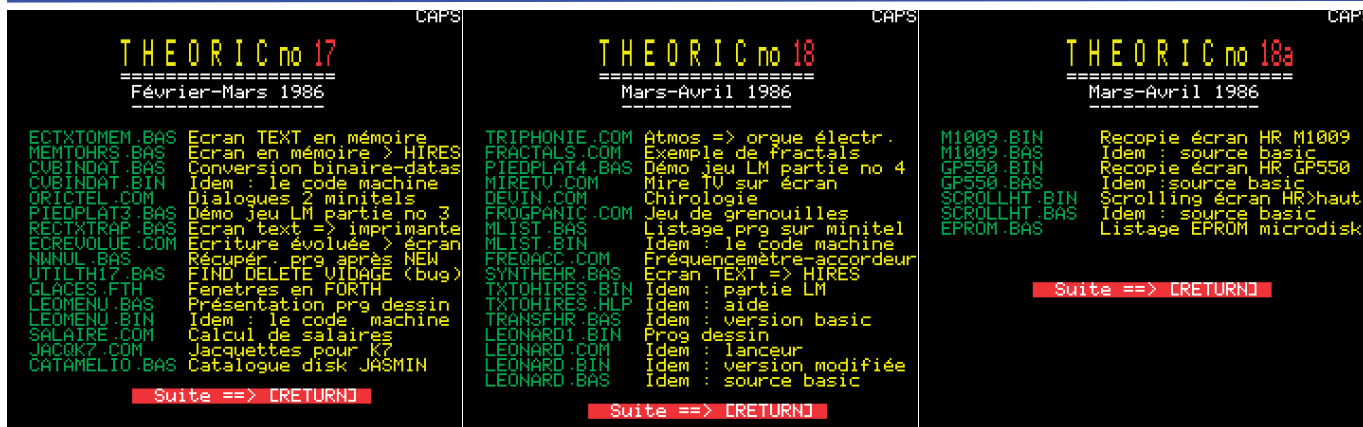 CAPS
T H E O R I C no 17
====================
Février-Mars 1986
------------------
ECTXTOMEM.BAS Ecran TEXT en mémoire
MEMTOHRS.BAS Ecran en mémoire > HIRES
CVBINDAT.BAS Conversion binaire-datas
CVBINDAT.BIN Idem : le code machine
ORICTEL.COM Dialogues 2 minitels
PIEDPLAT3.BAS Démo jeu LM partie no 3
RECTXTRAP.BAS Ecran text => imprimante
ECREVOLUE.COM Ecriture évoluée > écran
NWNUL.BAS Récupér. prg après NEW
UTILTH17.BAS FIND DELETE VIDAGE (bug)
GLACES.FTH Fenetres en FORTH
LEOMENU.BAS Présentation prg dessin
LEOMENU.BIN Idem : le code machine
SALAIRE.COM Calcul de salaires
JACQK7.COM Jacquettes pour K7
CATAMELIO.BAS Catalogue disk JASMIN
Suite ==> [RETURN]
CAPS
T H E O R I C no 18
====================
Mars-Avril 1986
----------------
TRIPHONIE.COM Atmos => orgue électr.
FRACTALS.COM Exemple de fractals
PIEDPLAT4.BAS Démo jeu LM partie no 4
MIRETV.COM Mire TV sur écran
DEVIN.COM Chirologie
FROGPANIC.COM Jeu de grenouilles
MLIST.BAS Listage prg sur minitel
MLIST.BIN Idem : le code machine
FREQACC.COM Fréquencemètre-accordeur
SYNTHEHR.BAS Ecran TEXT => HIRES
TXTOHIRES.BIN Idem : partie LM
TXTOHIRES.HLP Idem : aide
TRANSFHR.BAS Idem : version basic
LEONARD1.BIN Prog dessin
LEONARD.COM Idem : lanceur
LEONARD.BIN Idem : version modifiée
LEONARD.BAS Idem : source basic
Suite ==> [RETURN]
CAP
T H E O R I C no 18a
=====================
Mars-Avril 1986
----------------
M1009.BIN Recopie écran HR M1009
M1009.BAS Idem : source basic
GP550.BIN Recopie écran HR GP550
GP550.BAS Idem :source basic
SCROLLHT.BIN Scrolling écran HR>haut
SCROLLHT.BAS Idem : source basic
EPROM.BAS Listage EPROM microdisk
Suite ==> [RETURN]